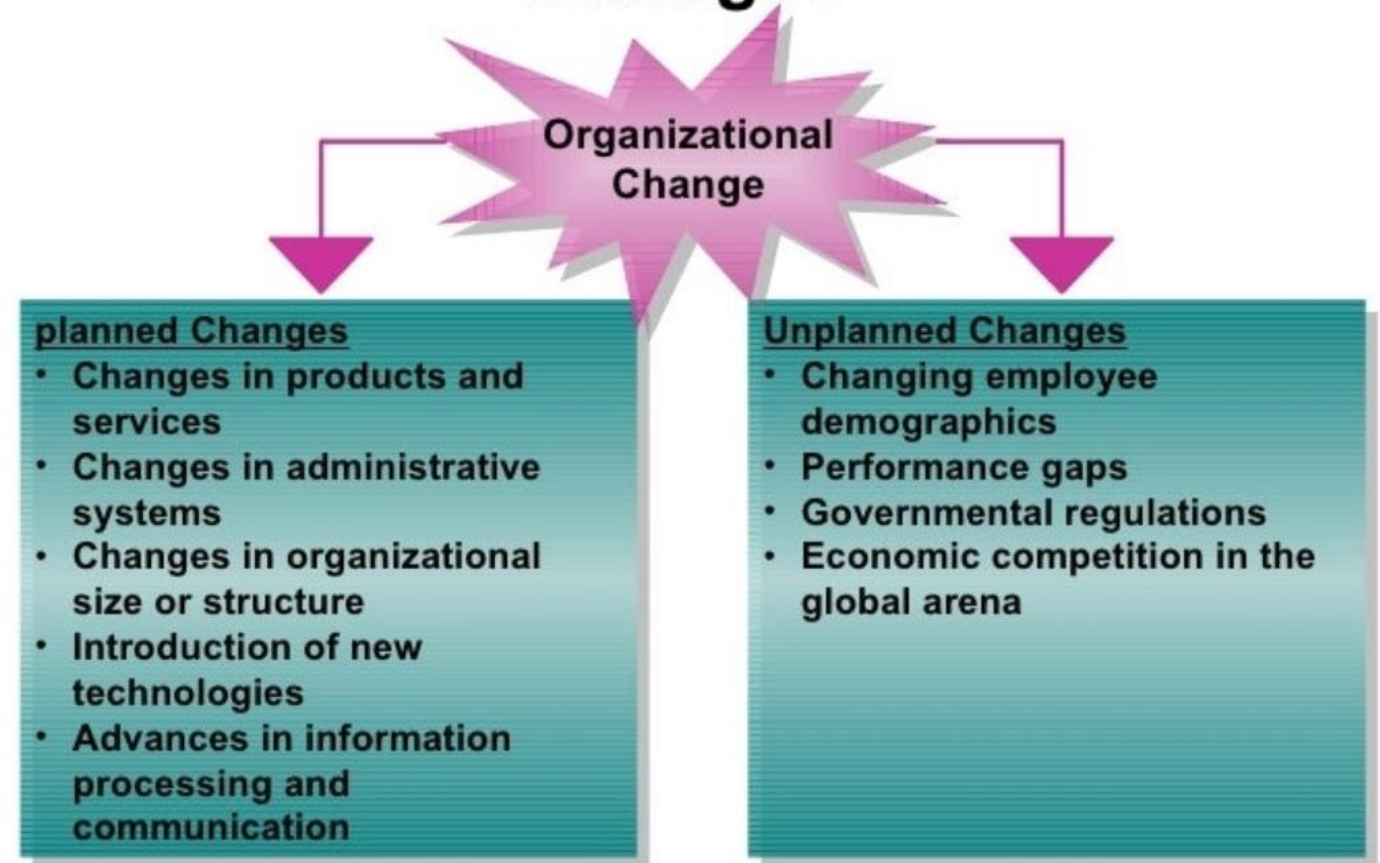 Organizational
Change
planned Changes
• Changes in products and
services
• Changes in administrative
systems
• Changes in organizational
size or structure
• Introduction of new
technologies
• Advances in information
processing and
communication
Unplanned Changes
• Changing employee
demographics
• Performance gaps
• Governmental regulations
• Economic competition in the
global arena